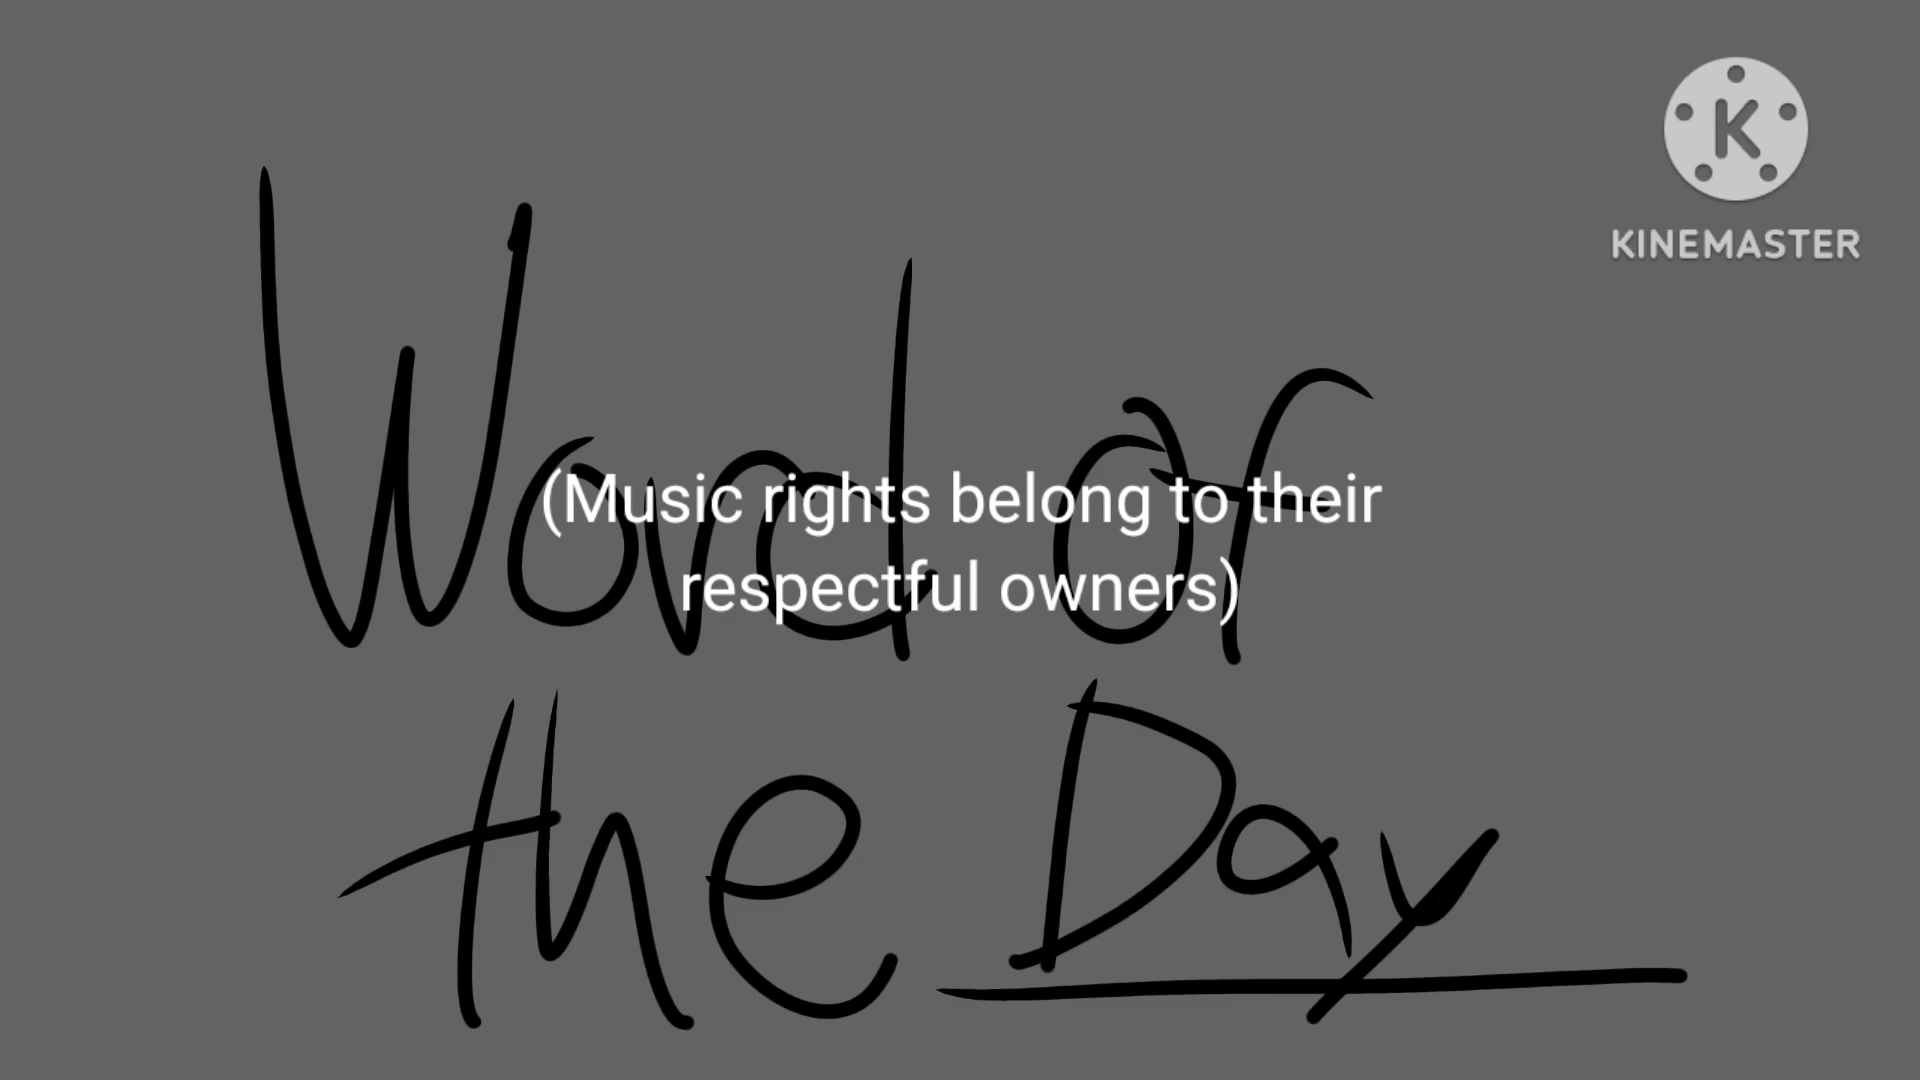 K
KINEMASTER
Word of
the Day
(Music rights belong to their
respectful owners)